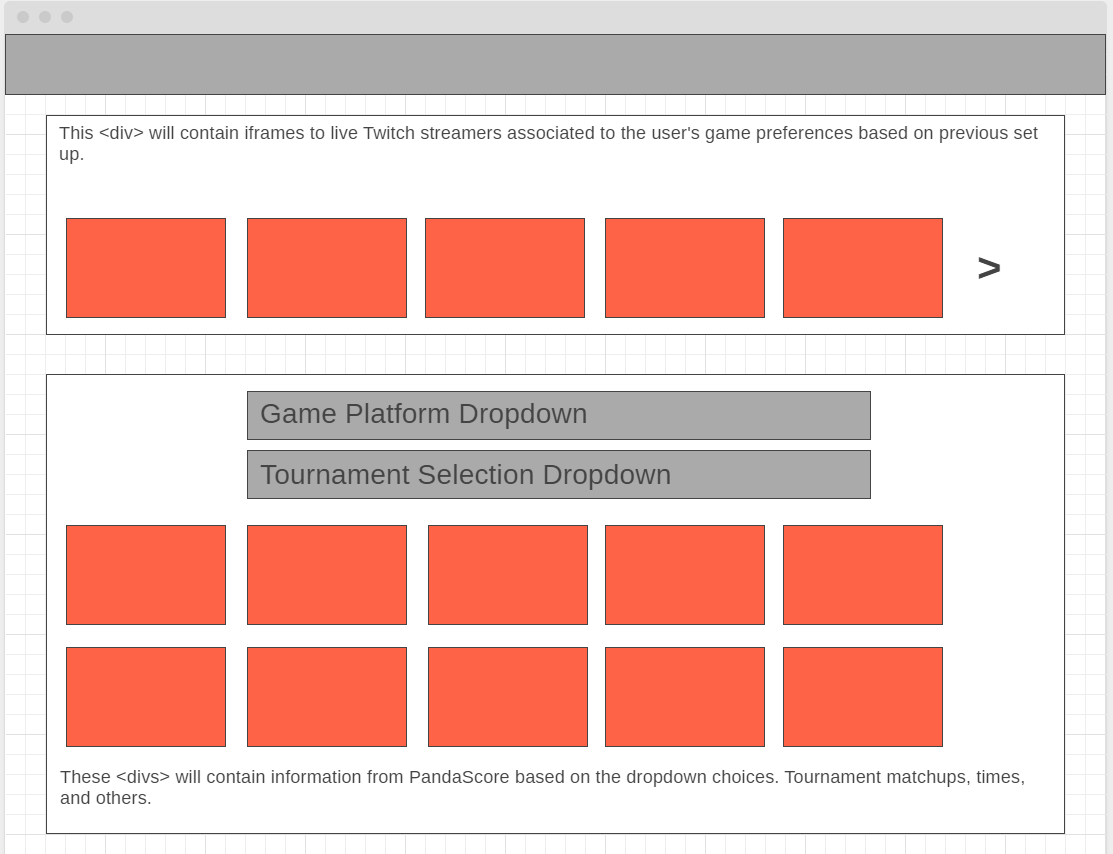 This <div> will contain iframes to live Twitch streamers associated to the user's game preferences based on previous set
up.
>
Game Platform Dropdown
Tournament Selection Dropdown
These <divs> will contain information from PandaScore based on the dropdown choices. Tournament matchups, times,
and others.